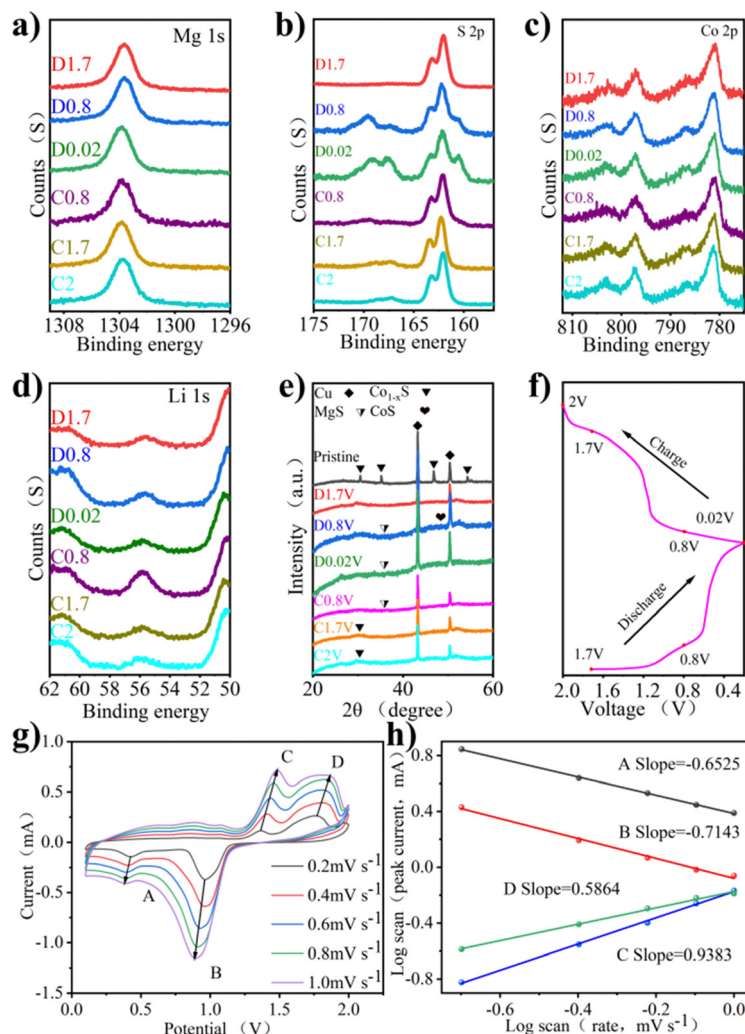 a)
Mg 1s
D1.7
D0.8
D0.02
C0.8
C1.7
C2
Counts (S)
1308 1304 1300 1296
Binding energy
b)
S 2p
D1.7
D0.8
D0.02
C0.8
C1.7
C2
Counts (S)
175 170 165 160
Binding energy
c)
Co 2p
D1.7
D0.8
D0.02
C0.8
C1.7
C2
Counts (S)
810 800 790 780
Binding energy
d)
Li 1s
D1.7
D0.8
D0.02
C0.8
C1.7
C2
Counts (S)
62 60 58 56 54 52 50
Binding energy
e)
Cu Co1-xS
MgS CoS
Pristine
D1.7V
D0.8V
D0.02V
C0.8V
C1.7V
C2V
Intensity (a.u.)
20 30 40 50 60
2θ (degree)
f)
2V
1.7V
Charge
0.02V
0.8V
Discharge
1.7V
0.8V
2.0 1.6 1.2 0.8 0.4
Voltage (V)
g)
1.0
0.5
0.0
-0.5
-1.0
-1.5
Current (mA)
C
D
A
B
0.2mV s-1
0.4mV s-1
0.6mV s-1
0.8mV s-1
1.0mV s-1
0.0 0.5 1.0 1.5 2.0
Potential (V)
h)
0.8
0.4
0.0
-0.4
-0.8
Log scan (peak current, mA)
A Slope=-0.6525
B Slope=-0.7143
D Slope=0.5864
C Slope=0.9383
-0.6 -0.4 -0.2 0.0
Log scan ( rate, mV s-1)